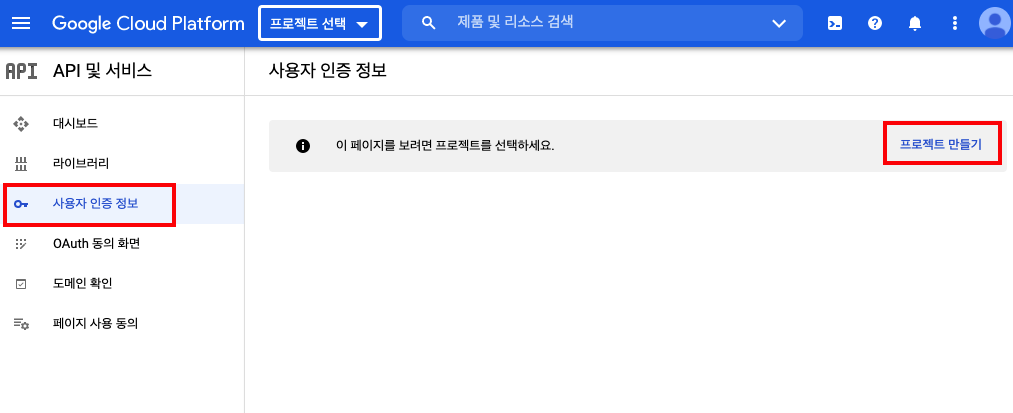 Google Cloud Platform
프로젝트 선택
제품 및 리소스 검색
API
API 및 서비스
사용자 인증 정보
대시보드
라이브러리
사용자 인증 정보
OAuth 동의 화면
도메인 확인
페이지 사용 동의
이 페이지를 보려면 프로젝트를 선택하세요.
프로젝트 만들기